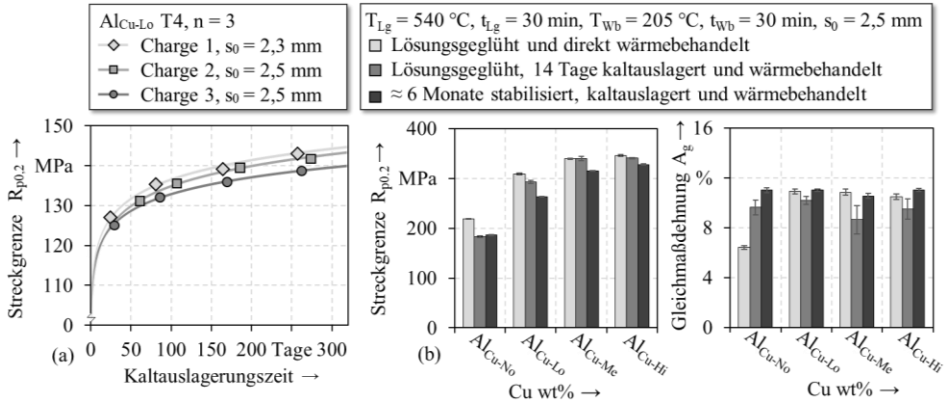 Al_Cu-Lo T4, n = 3
Charge 1, s₀ = 2,3 mm
Charge 2, s₀ = 2,5 mm
Charge 3, s₀ = 2,5 mm
T_Lg = 540 °C, t_Lg = 30 min, T_Wb = 205 °C, t_Wb = 30 min, s₀ = 2,5 mm
Lösungsgeglüht und direkt wärmebehandelt
Lösungsgeglüht, 14 Tage kaltauslagert und wärmebehandelt
≈ 6 Monate stabilisiert, kaltauslagert und wärmebehandelt
Streckgrenze R_p0.2 →
150
MPa
130
120
110
0
0 50 100 150 200 Tage 300
(a)
Kaltauslagerungszeit →
Streckgrenze R_p0.2 →
400
MPa
200
100
0
Al_Cu-No Al_Cu-Lo Al_Cu-Me Al_Cu-Hi
(b)
Cu wt% →
Gleichmaßdehnung A_g →
16
%
8
4
0
Al_Cu-No Al_Cu-Lo Al_Cu-Me Al_Cu-Hi
Cu wt% →